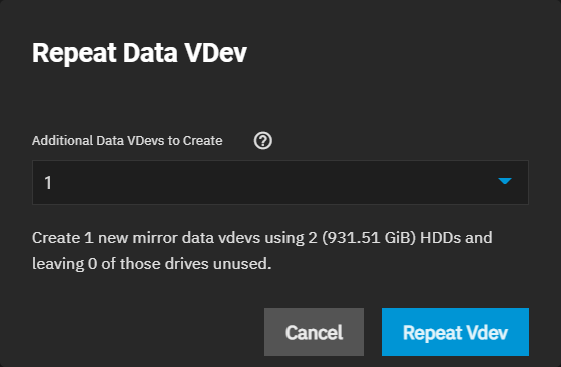 Repeat Data VDev
Additional Data VDevs to Create ?
1
Create 1 new mirror data vdevs using 2 (931.51 GiB) HDDs and
leaving 0 of those drives unused.
Cancel Repeat Vdev